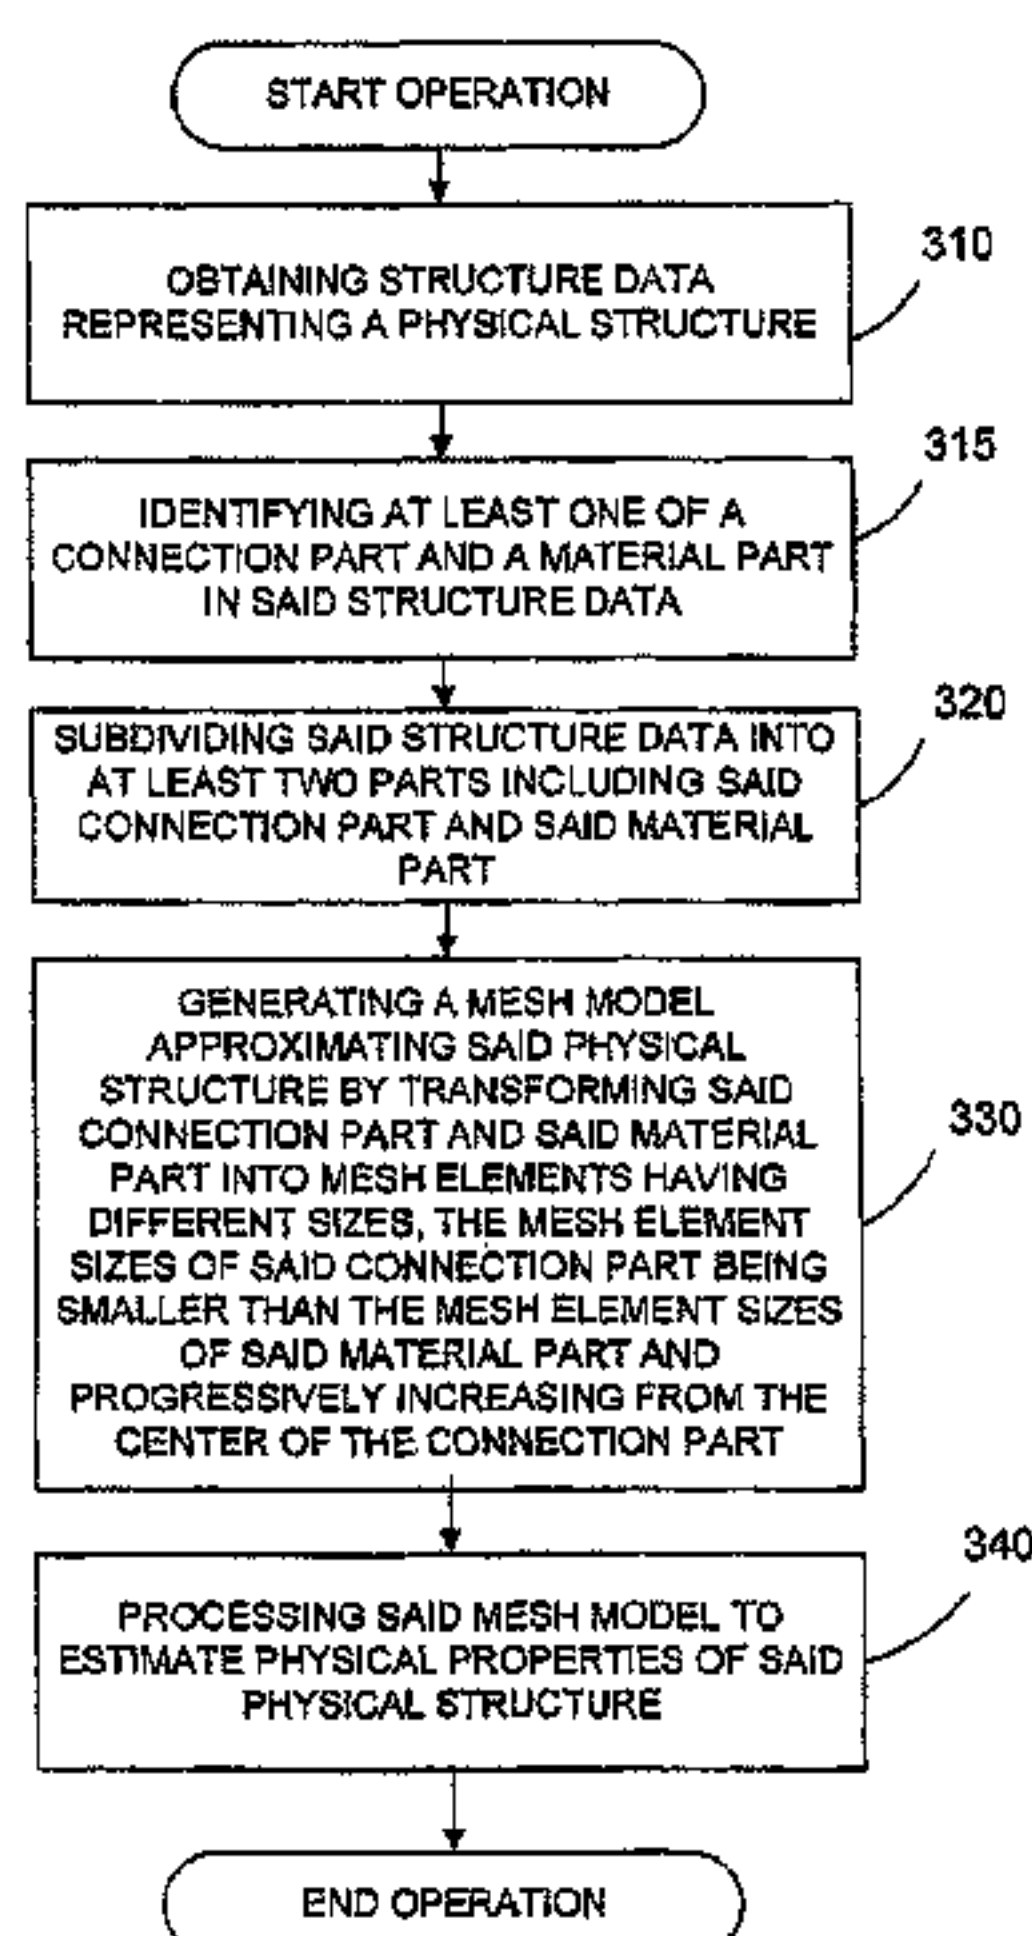 START OPERATION
310
OBTAINING STRUCTURE DATA
REPRESENTING A PHYSICAL STRUCTURE
315
IDENTIFYING AT LEAST ONE OF A
CONNECTION PART AND A MATERIAL PART
IN SAID STRUCTURE DATA
320
SUBDIVIDING SAID STRUCTURE DATA INTO
AT LEAST TWO PARTS INCLUDING SAID
CONNECTION PART AND SAID MATERIAL
PART
330
GENERATING A MESH MODEL
APPROXIMATING SAID PHYSICAL
STRUCTURE BY TRANSFORMING SAID
CONNECTION PART AND SAID MATERIAL
PART INTO MESH ELEMENTS HAVING
DIFFERENT SIZES, THE MESH ELEMENT
SIZES OF SAID CONNECTION PART BEING
SMALLER THAN THE MESH ELEMENT SIZES
OF SAID MATERIAL PART AND
PROGRESSIVELY INCREASING FROM THE
CENTER OF THE CONNECTION PART
340
PROCESSING SAID MESH MODEL TO
ESTIMATE PHYSICAL PROPERTIES OF SAID
PHYSICAL STRUCTURE
END OPERATION